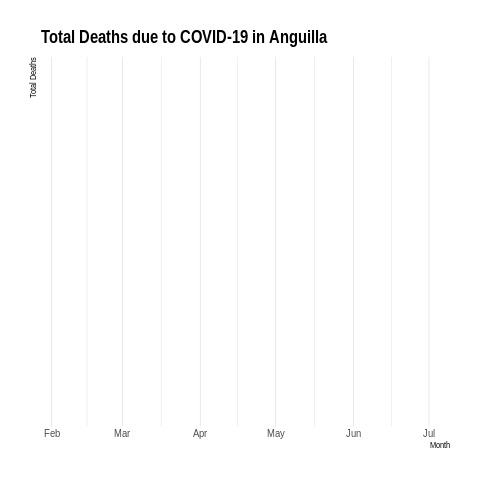 Total Deaths due to COVID-19 in Anguilla
Total Deaths
Feb Mar Apr May Jun Jul
Month